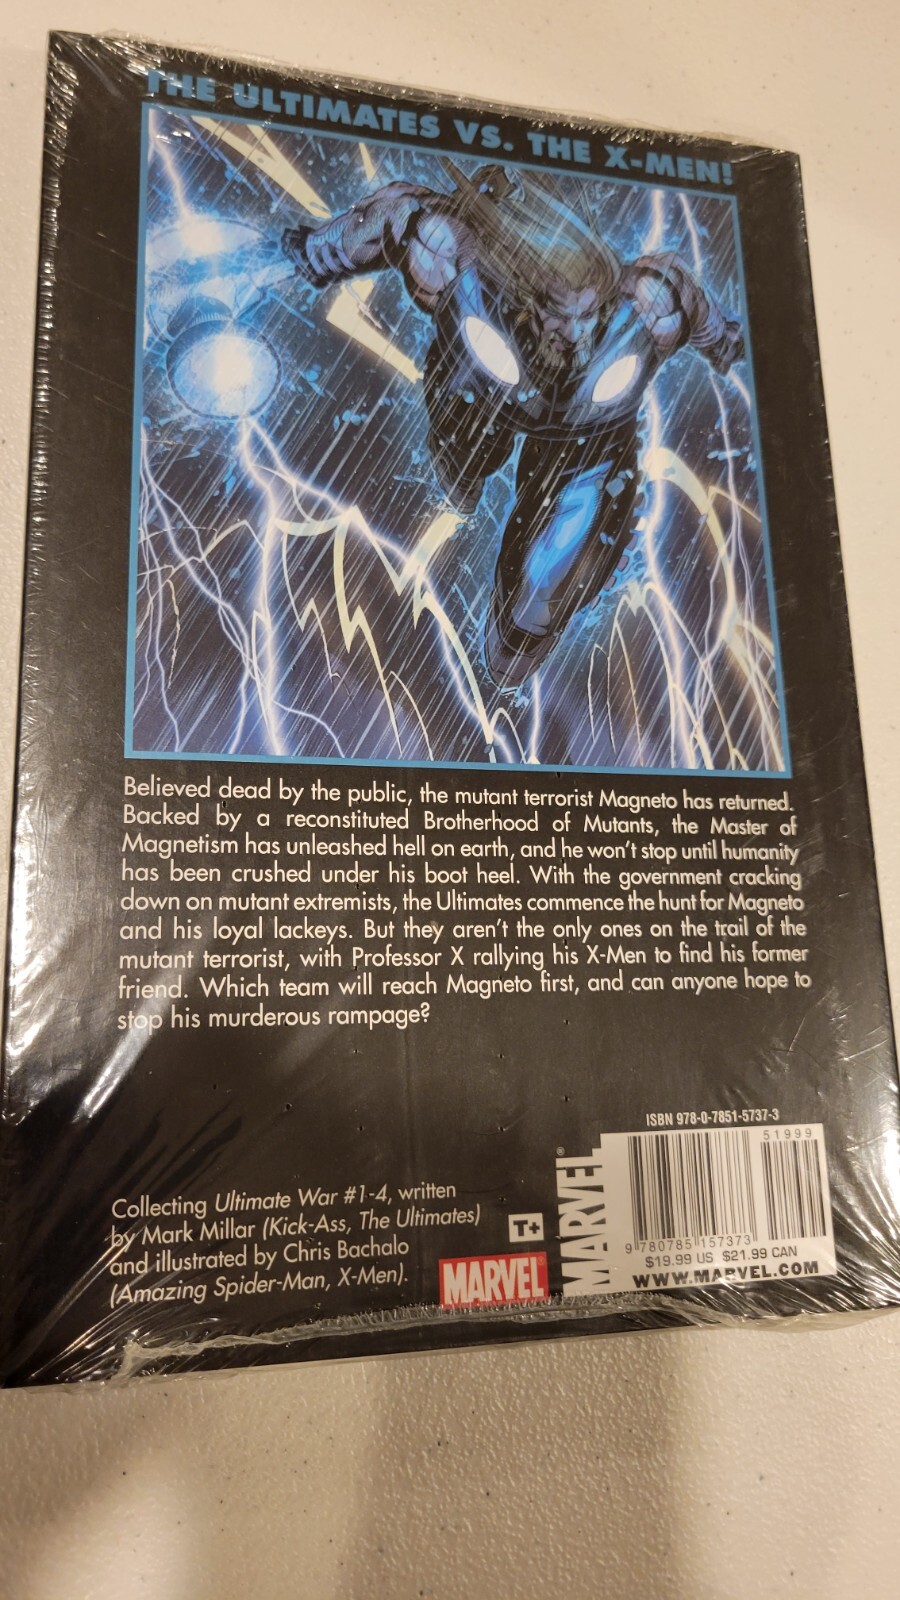 THE ULTIMATES VS. THE X-MEN!
Believed dead by the public, the mutant terrorist Magneto has returned.
Backed by a reconstituted Brotherhood of Mutants, the Master of
Magnetism has unleashed hell on earth, and he won't stop until humanity
has been crushed under his boot heel. With the government cracking
down on mutant extremists, the Ultimates commence the hunt for Magneto
and his loyal lackeys. But they aren't the only ones on the trail of the
mutant terrorist, with Professor X rallying his X-Men to find his former
friend. Which team will reach Magneto first, and can anyone hope to
stop his murderous rampage?
Collecting Ultimate War #1-4, written
by Mark Millar (Kick-Ass, The Ultimates)
and illustrated by Chris Bachalo
(Amazing Spider-Man, X-Men).
T+
MARVEL
MARVEL®
ISBN 978-0-7851-5737-3
51999
9 780785 157373
$19.99 US $21.99 CAN
WWW.MARVEL.COM